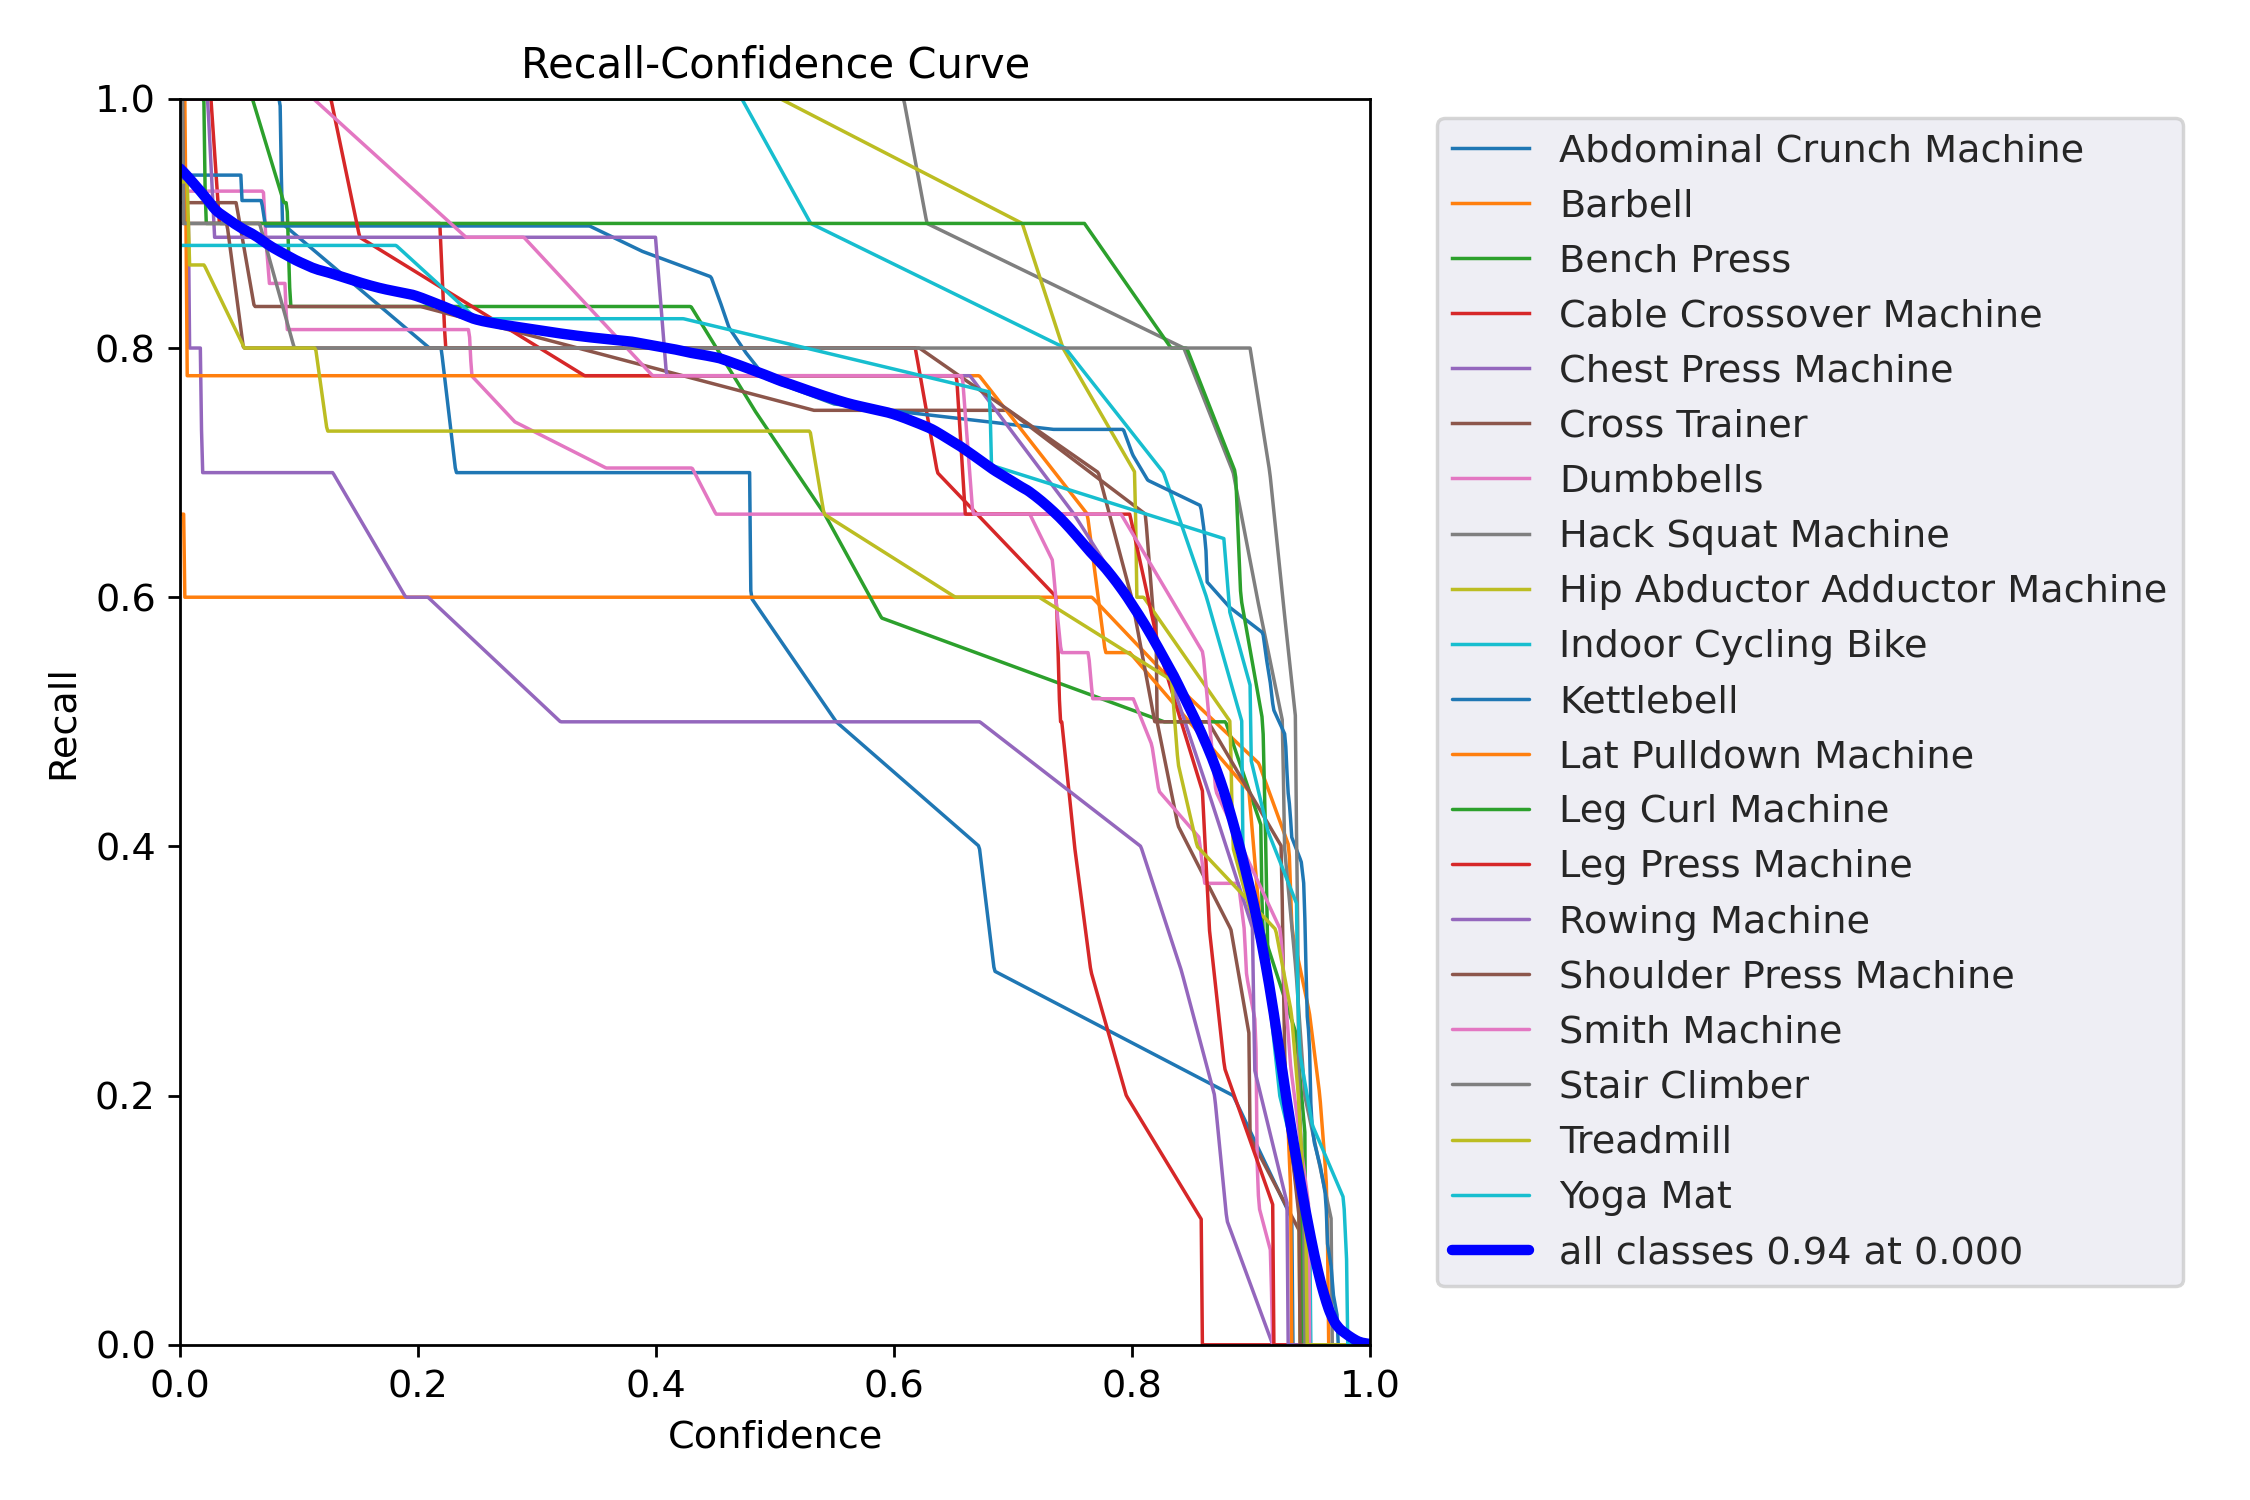 Recall-Confidence Curve
1.0
0.8
0.6
0.4
0.2
0.0
Recall
0.0 0.2 0.4 0.6 0.8 1.0
Confidence
Abdominal Crunch Machine
Barbell
Bench Press
Cable Crossover Machine
Chest Press Machine
Cross Trainer
Dumbbells
Hack Squat Machine
Hip Abductor Adductor Machine
Indoor Cycling Bike
Kettlebell
Lat Pulldown Machine
Leg Curl Machine
Leg Press Machine
Rowing Machine
Shoulder Press Machine
Smith Machine
Stair Climber
Treadmill
Yoga Mat
all classes 0.94 at 0.000